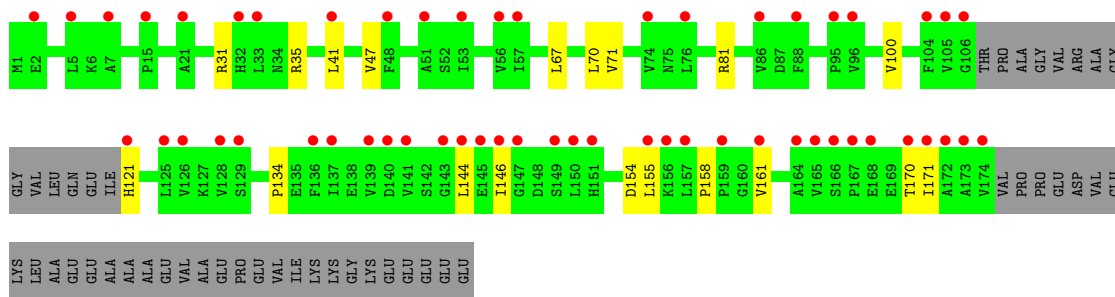 M1 E2 L5 K6 A7 P15 A21 R31 H32 L33 N34 R35 L41 V47 F48 A51 S52 I53 V56 I57 L67 L70 V71 V74 N75 L76 R81 V86 D87 F88 P95 V96 V100 F104 V105 G106 THR PRO ALA GLY VAL ARG ALA GLY
GLY VAL LEU GLN GLU ILE H121 L125 V126 K127 V128 S129 P134 E135 F136 I137 E138 V139 D140 V141 S142 G143 L144 E145 I146 G147 D148 S149 L150 H151 D154 L155 K156 L157 P158 P159 G160 V161 A164 V165 S166 P167 E168 E169 T170 I171 A172 A173 V174 VAL PRO PRO GLU ASP VAL GLU
LYS LEU ALA GLU GLU ALA ALA ALA GLU VAL ALA GLU PRO GLU VAL ILE LYS LYS GLY LYS GLU GLU GLU GLU GLU